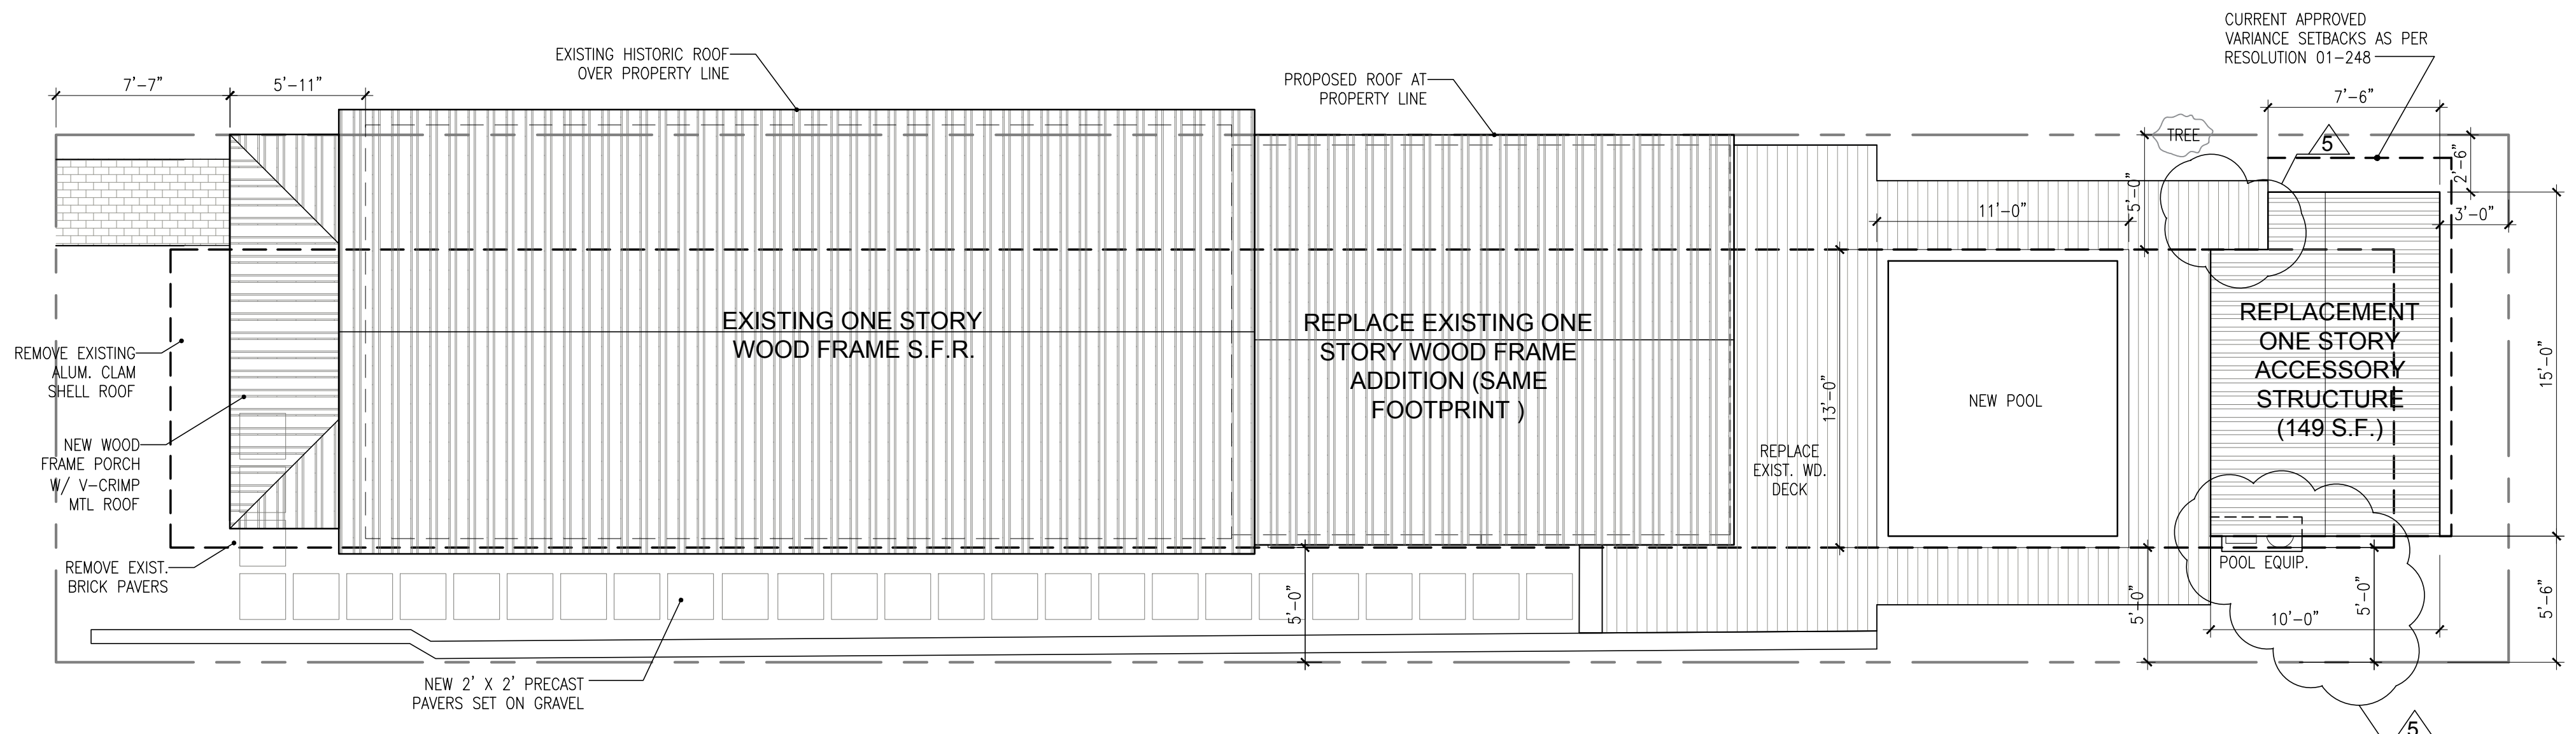 CURRENT APPROVED
VARIANCE SETBACKS AS PER
RESOLUTION 01-248
EXISTING HISTORIC ROOF
OVER PROPERTY LINE
PROPOSED ROOF AT
PROPERTY LINE
7'-7"
5'-11"
7'-6"
TREE
5
2'-6"
5'-0"
11'-0"
3'-0"
EXISTING ONE STORY
WOOD FRAME S.F.R.
REPLACE EXISTING ONE
STORY WOOD FRAME
ADDITION (SAME
FOOTPRINT )
REPLACEMENT
ONE STORY
ACCESSORY
STRUCTURE
(149 S.F.)
REMOVE EXISTING
ALUM. CLAM
SHELL ROOF
13'-0"
NEW POOL
15'-0"
NEW WOOD
FRAME PORCH
W/ V-CRIMP
MTL ROOF
REPLACE
EXIST. WD.
DECK
REMOVE EXIST.
BRICK PAVERS
POOL EQUIP.
5'-0"
5'-0"
5'-0"
5'-6"
10'-0"
NEW 2' X 2' PRECAST
PAVERS SET ON GRAVEL
5